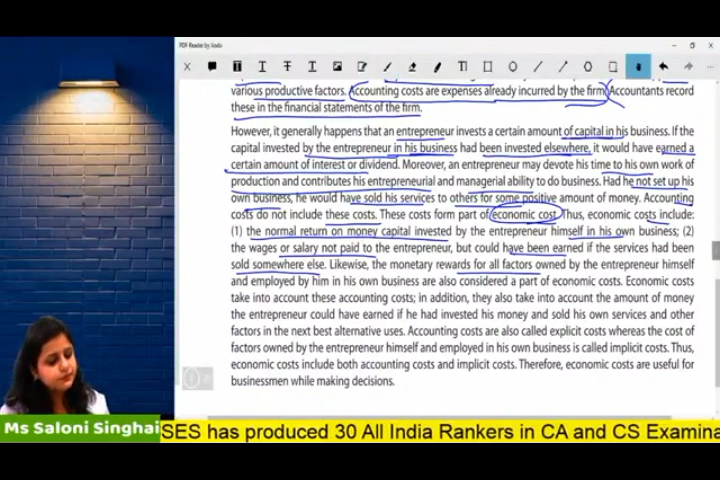 PDF Reader by Xodo
various productive factors. Accounting costs are expenses already incurred by the firm. Accountants record
these in the financial statements of the firm.
However, it generally happens that an entrepreneur invests a certain amount of capital in his business. If the
capital invested by the entrepreneur in his business had been invested elsewhere, it would have earned a
certain amount of interest or dividend. Moreover, an entrepreneur may devote his time to his own work of
production and contributes his entrepreneurial and managerial ability to do business. Had he not set up his
own business, he would have sold his services to others for some positive amount of money. Accounting
costs do not include these costs. These costs form part of economic cost. Thus, economic costs include:
(1) the normal return on money capital invested by the entrepreneur himself in his own business; (2)
the wages or salary not paid to the entrepreneur, but could have been earned if the services had been
sold somewhere else. Likewise, the monetary rewards for all factors owned by the entrepreneur himself
and employed by him in his own business are also considered a part of economic costs. Economic costs
take into account these accounting costs; in addition, they also take into account the amount of money
the entrepreneur could have earned if he had invested his money and sold his own services and other
factors in the next best alternative uses. Accounting costs are also called explicit costs whereas the cost of
factors owned by the entrepreneur himself and employed in his own business is called implicit costs. Thus,
economic costs include both accounting costs and implicit costs. Therefore, economic costs are useful for
businessmen while making decisions.
Ms Saloni Singhai
SES has produced 30 All India Rankers in CA and CS Examina